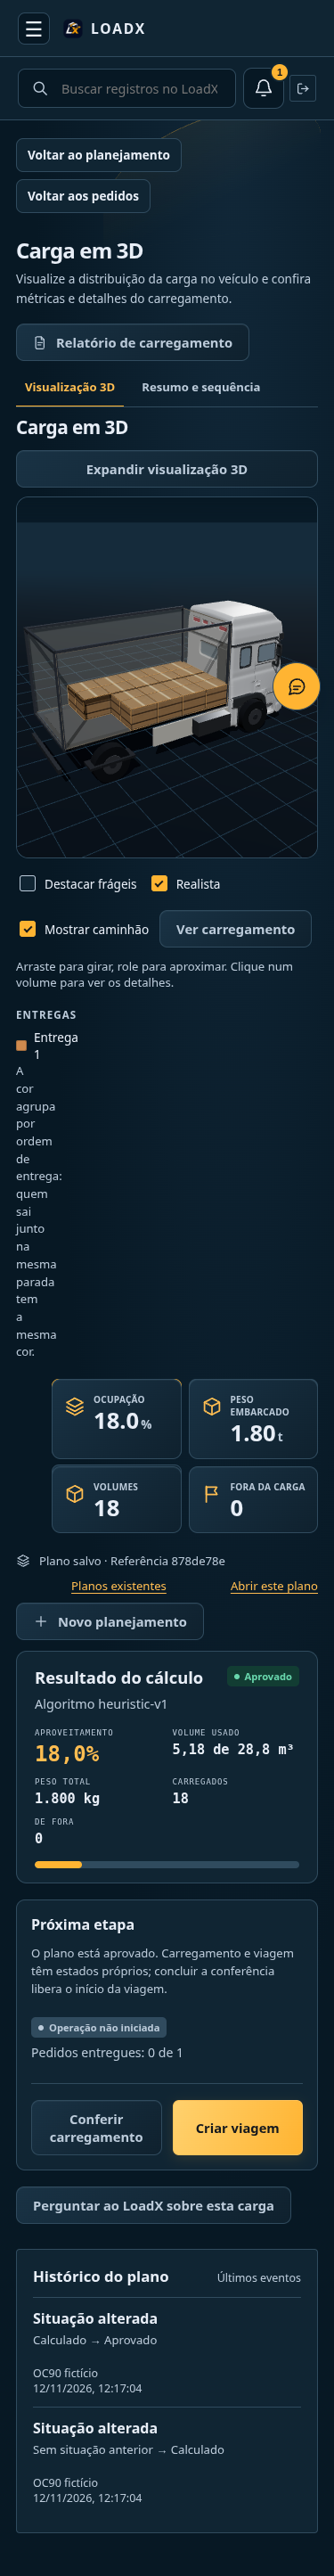 LOADX
Buscar registros no LoadX
1
Voltar ao planejamento
Voltar aos pedidos
Carga em 3D
Visualize a distribuição da carga no veículo e confira
métricas e detalhes do carregamento.
Relatório de carregamento
Visualização 3D
Resumo e sequência
Carga em 3D
Expandir visualização 3D
Destacar frágeis
Realista
Mostrar caminhão
Ver carregamento
Arraste para girar, role para aproximar. Clique num
volume para ver os detalhes.
ENTREGAS
Entrega
1
A
cor
agrupa
por
ordem
de
entrega:
quem
sai
junto
na
mesma
parada
tem
a
mesma
cor.
OCUPAÇÃO
18.0%
PESO
EMBARCADO
1.80 t
VOLUMES
18
FORA DA CARGA
0
Plano salvo · Referência 878de78e
Planos existentes
Abrir este plano
Novo planejamento
Resultado do cálculo
Aprovado
Algoritmo heuristic-v1
APROVEITAMENTO
18,0%
VOLUME USADO
5,18 de 28,8 m³
PESO TOTAL
1.800 kg
CARREGADOS
18
DE FORA
0
Próxima etapa
O plano está aprovado. Carregamento e viagem
têm estados próprios; concluir a conferência
libera o início da viagem.
Operação não iniciada
Pedidos entregues: 0 de 1
Conferir
carregamento
Criar viagem
Perguntar ao LoadX sobre esta carga
Histórico do plano
Últimos eventos
Situação alterada
Calculado → Aprovado
OC90 fictício
12/11/2026, 12:17:04
Situação alterada
Sem situação anterior → Calculado
OC90 fictício
12/11/2026, 12:17:04